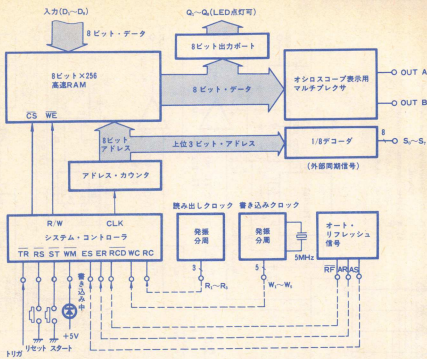 入力(D₁~D₈)
Q₁~Q₈(LED点灯可)
8ビット・データ
8ビット出力ポート
8ビット×256
高速RAM
8ビット・データ
オシロスコープ表示用
マルチプレクサ
OUT A
OUT B
CS WE
8ビット
アドレス
上位3ビット・アドレス
1/8デコーダ
8
S₀~S₇
(外部同期信号)
アドレス・カウンタ
R/W CLK
システム・コントローラ
TR RS ST WM ES ER RCD WC RC
読み出しクロック
発振
分周
3
R₁~R₃
書き込みクロック
発振
分周
5
W₁~W₅
5MHz
オート・
リフレッシュ
信号
RF AR AS
書き込み中
+5V
トリガ リセット スタート